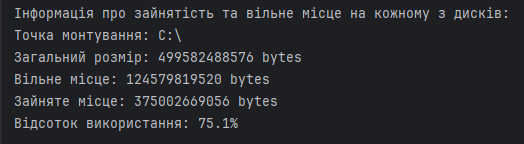 Інформація про зайнятість та вільне місце на кожному з дисків:
Точка монтування: C:\
Загальний розмір: 499582488576 bytes
Вільне місце: 124579819520 bytes
Зайняте місце: 375002669056 bytes
Відсоток використання: 75.1%